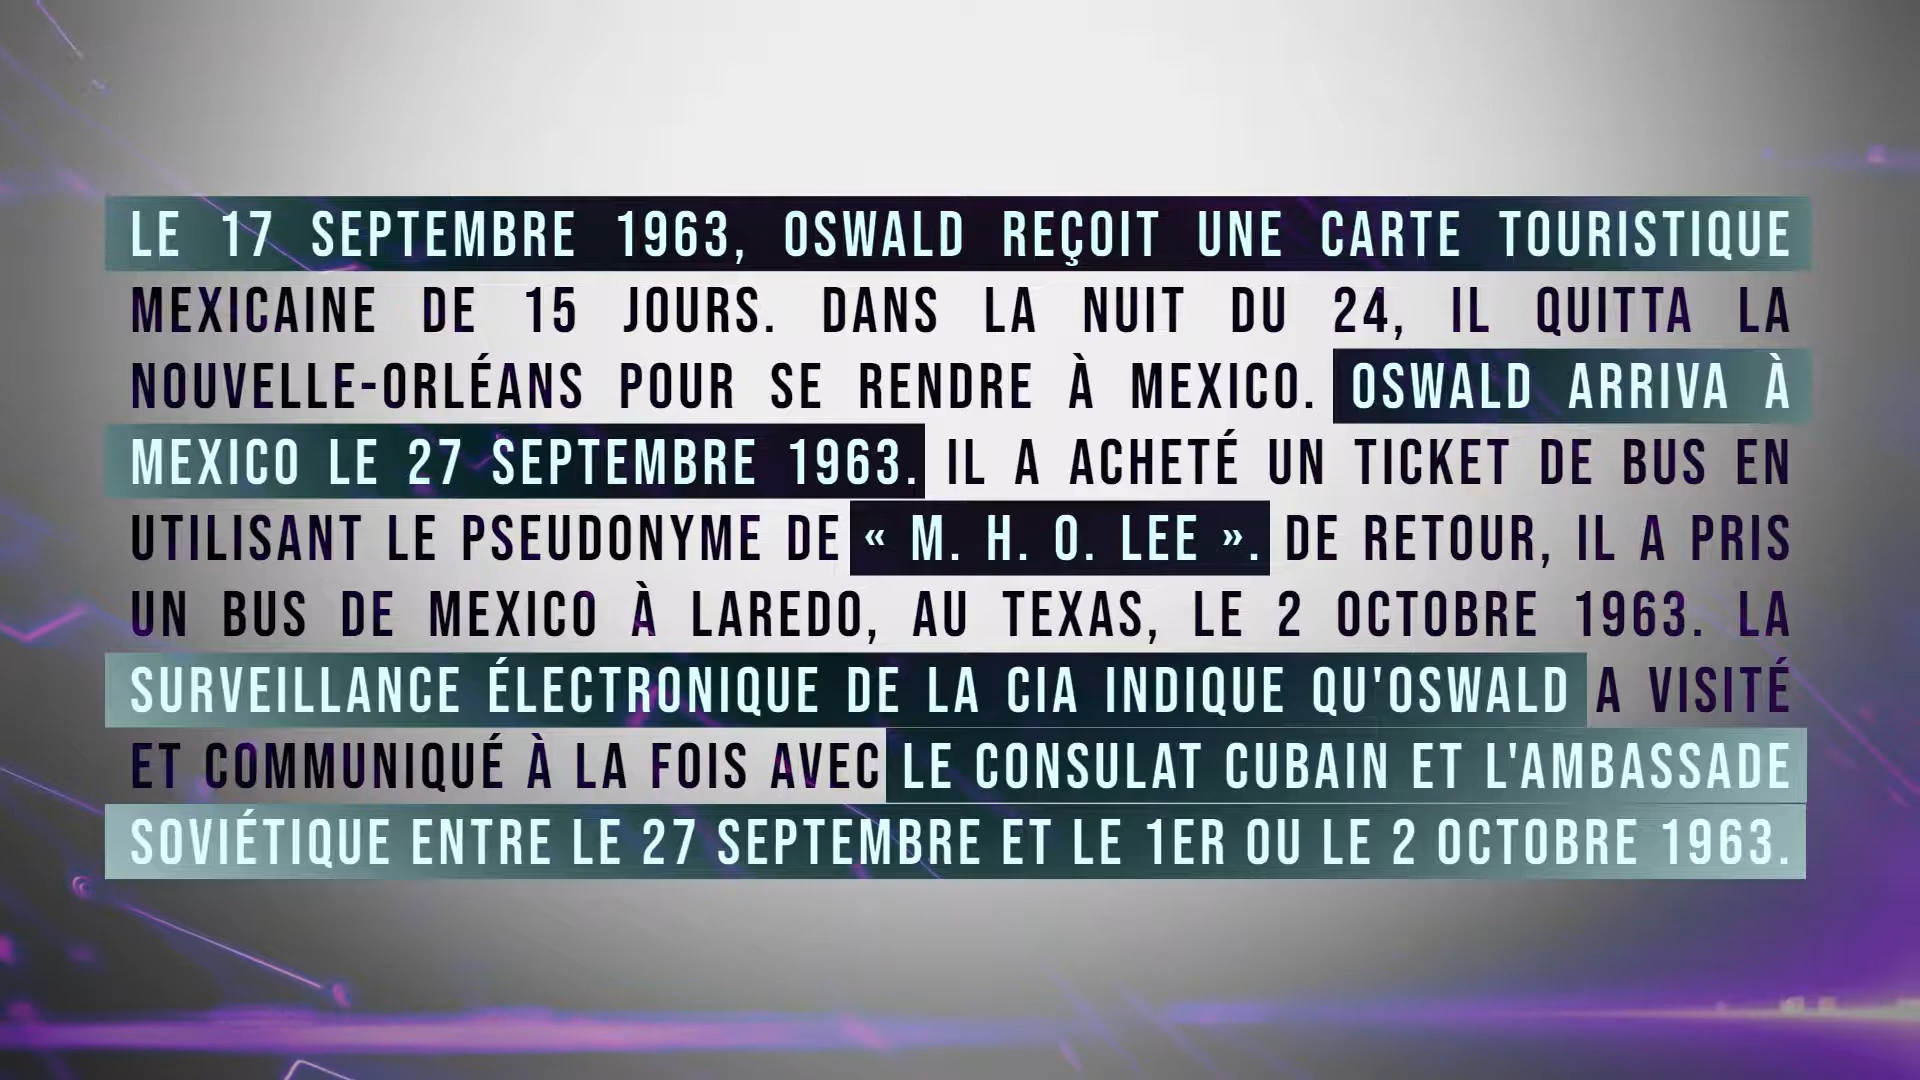 LE 17 SEPTEMBRE 1963, OSWALD REÇOIT UNE CARTE TOURISTIQUE
MEXICAINE DE 15 JOURS. DANS LA NUIT DU 24, IL QUITTA LA
NOUVELLE-ORLÉANS POUR SE RENDRE À MEXICO. OSWALD ARRIVA À
MEXICO LE 27 SEPTEMBRE 1963. IL A ACHETÉ UN TICKET DE BUS EN
UTILISANT LE PSEUDONYME DE « M. H. O. LEE ». DE RETOUR, IL A PRIS
UN BUS DE MEXICO À LAREDO, AU TEXAS, LE 2 OCTOBRE 1963. LA
SURVEILLANCE ÉLECTRONIQUE DE LA CIA INDIQUE QU'OSWALD A VISITÉ
ET COMMUNIQUÉ À LA FOIS AVEC LE CONSULAT CUBAIN ET L'AMBASSADE
SOVIÉTIQUE ENTRE LE 27 SEPTEMBRE ET LE 1ER OU LE 2 OCTOBRE 1963.